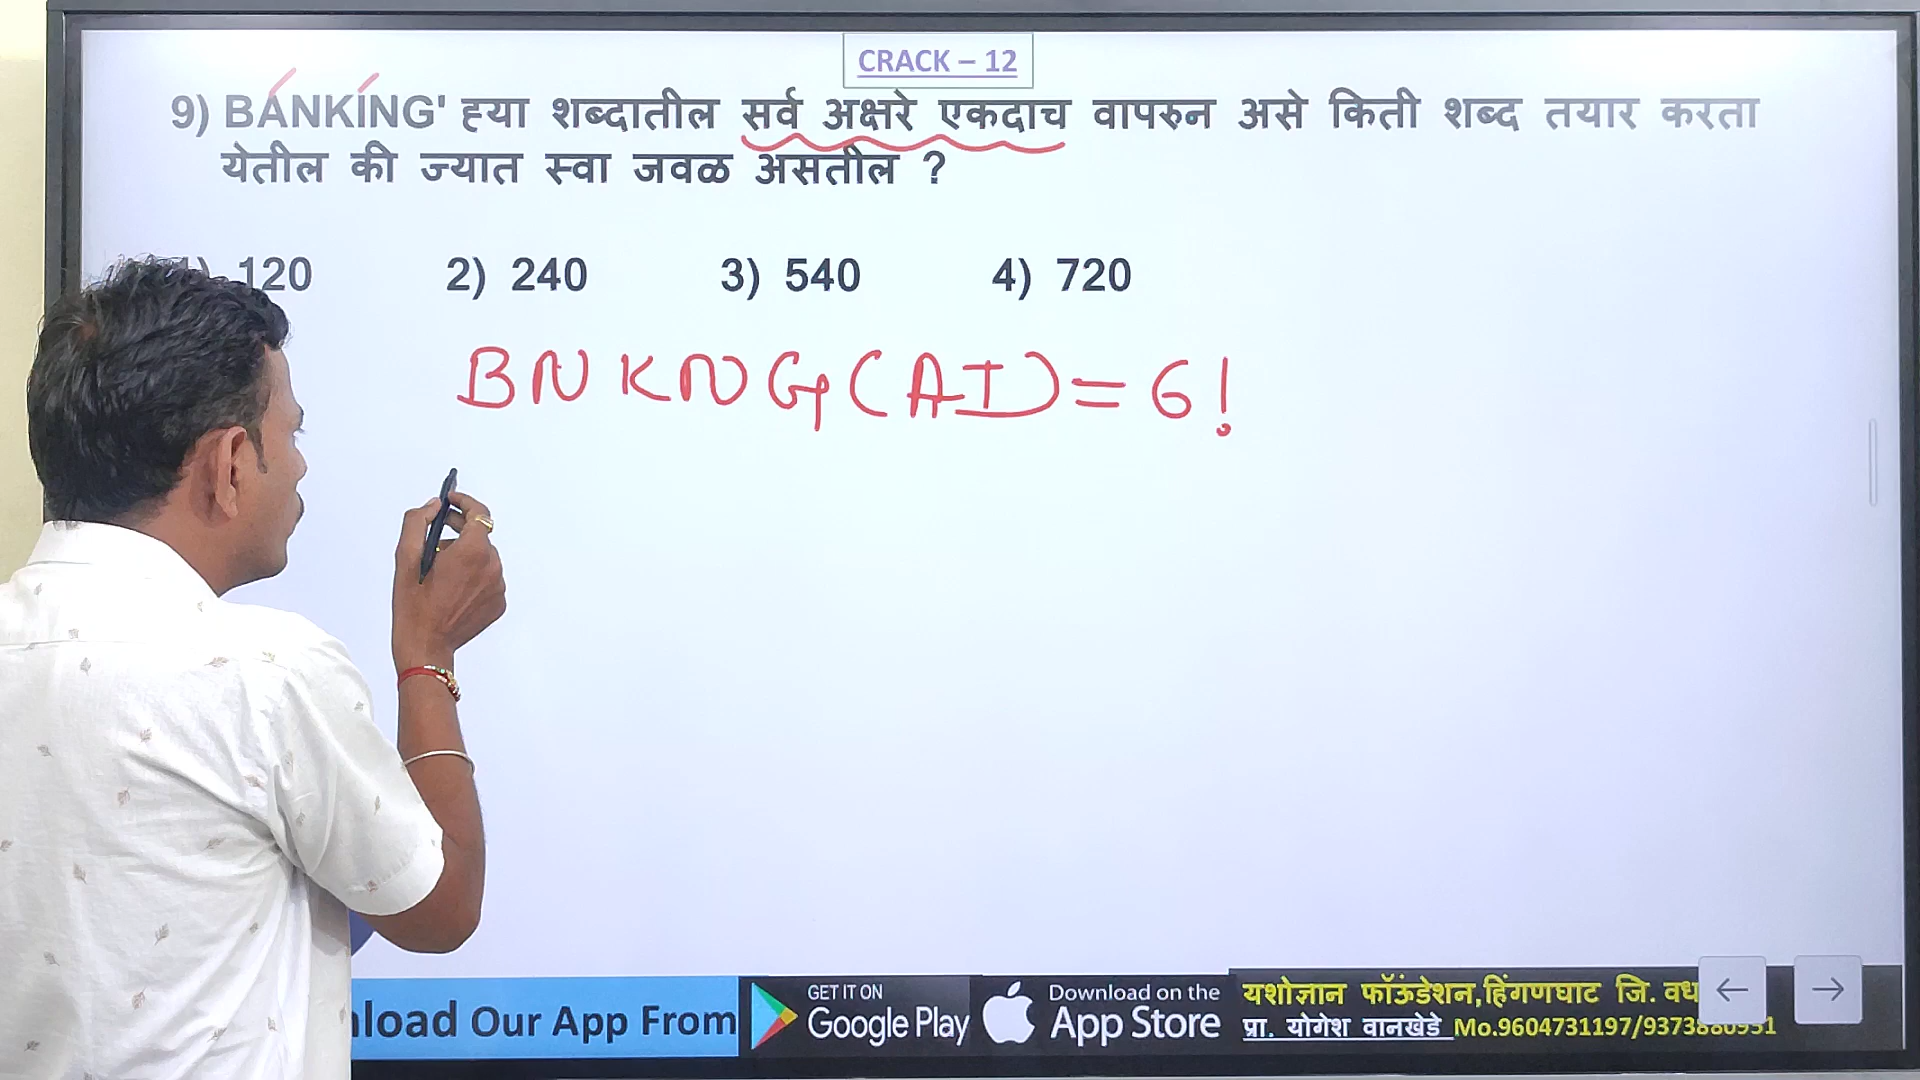 CRACK – 12
9) BANKING' ह्या शब्दातील सर्व अक्षरे एकदाच वापरुन असे किती शब्द तयार करता
येतील की ज्यात स्वा जवळ असतील ?
1) 120 2) 240 3) 540 4) 720
BNKNG(AI)=6!
load Our App From
GET IT ON
Google Play
Download on the
App Store
यशोज्ञान फॉऊंडेशन,हिंगणघाट जि. वध
प्रा. योगेश वानखेडे Mo.9604731197/9373880951